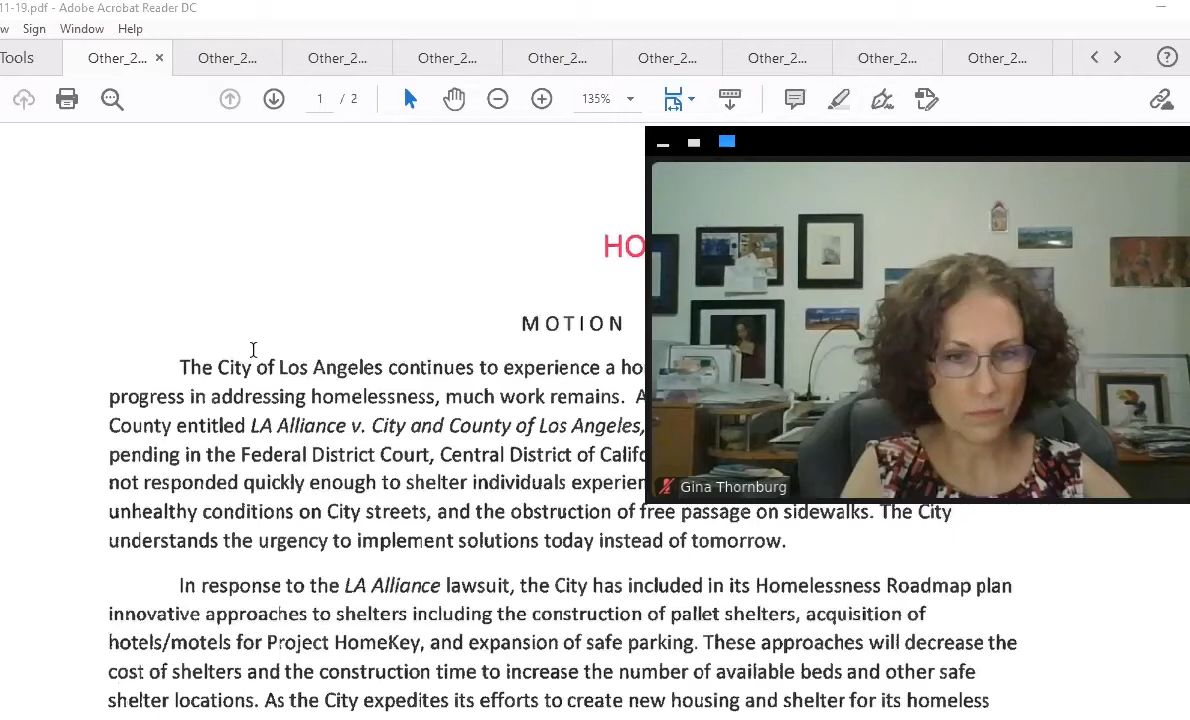 11-19.pdf - Adobe Acrobat Reader DC
w Sign Window Help
Tools Other_2... × Other_2... Other_2... Other_2... Other_2... Other_2... Other_2... Other_2... Other_2...
1 / 2 135%
HO
MOTION
The City of Los Angeles continues to experience a ho
progress in addressing homelessness, much work remains. A
County entitled LA Alliance v. City and County of Los Angeles,
pending in the Federal District Court, Central District of Califo
not responded quickly enough to shelter individuals experien
Gina Thornburg
unhealthy conditions on City streets, and the obstruction of free passage on sidewalks. The City
understands the urgency to implement solutions today instead of tomorrow.
In response to the LA Alliance lawsuit, the City has included in its Homelessness Roadmap plan
innovative approaches to shelters including the construction of pallet shelters, acquisition of
hotels/motels for Project HomeKey, and expansion of safe parking. These approaches will decrease the
cost of shelters and the construction time to increase the number of available beds and other safe
shelter locations. As the City expedites its efforts to create new housing and shelter for its homeless